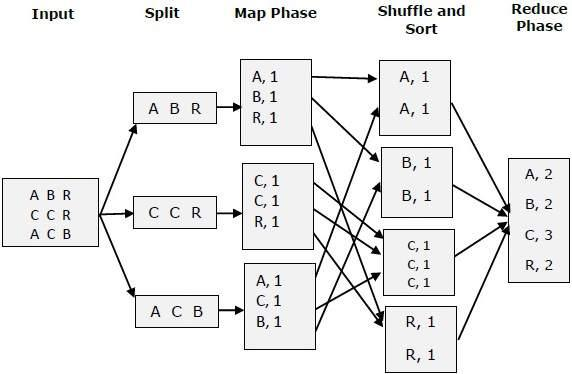 Input
Split
Map Phase
Shuffle and
Sort
Reduce
Phase
A B R
C C R
A C B
A B R
C C R
A C B
A, 1
B, 1
R, 1
C, 1
C, 1
R, 1
A, 1
C, 1
B, 1
A, 1
A, 1
B, 1
B, 1
C, 1
C, 1
C, 1
R, 1
R, 1
A, 2
B, 2
C, 3
R, 2